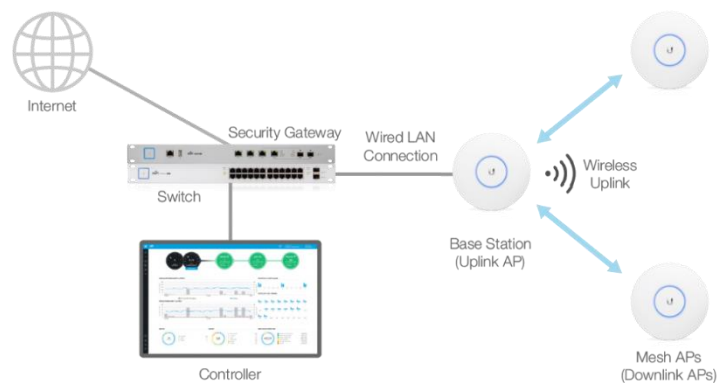 Internet
Security Gateway
Switch
Wired LAN
Connection
Wireless
Uplink
Base Station
(Uplink AP)
Controller
Mesh APs
(Downlink APs)